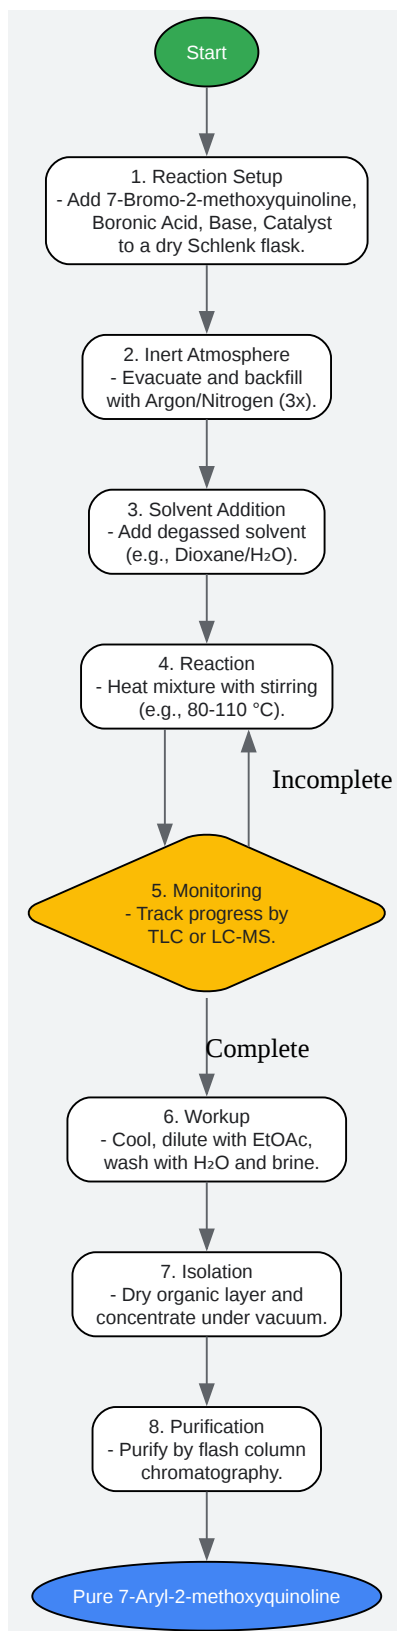 Start
1. Reaction Setup
- Add 7-Bromo-2-methoxyquinoline,
Boronic Acid, Base, Catalyst
to a dry Schlenk flask.
2. Inert Atmosphere
- Evacuate and backfill
with Argon/Nitrogen (3x).
3. Solvent Addition
- Add degassed solvent
(e.g., Dioxane/H₂O).
4. Reaction
- Heat mixture with stirring
(e.g., 80-110 °C).
Incomplete
5. Monitoring
- Track progress by
TLC or LC-MS.
Complete
6. Workup
- Cool, dilute with EtOAc,
wash with H₂O and brine.
7. Isolation
- Dry organic layer and
concentrate under vacuum.
8. Purification
- Purify by flash column
chromatography.
Pure 7-Aryl-2-methoxyquinoline